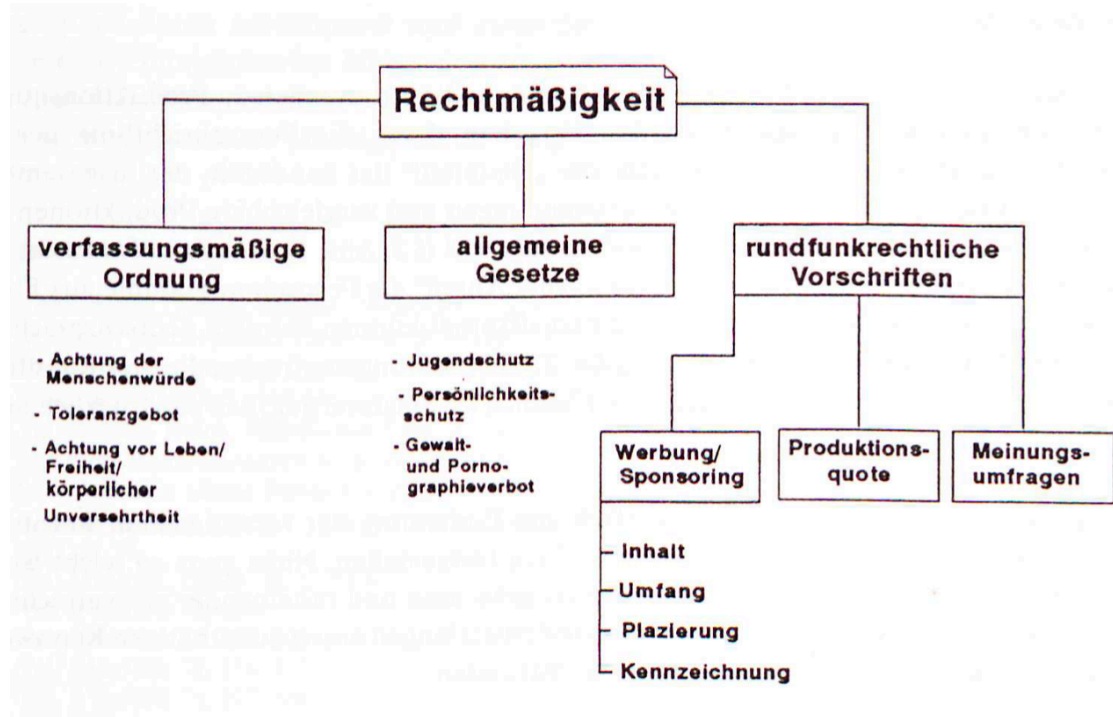 Rechtmäßigkeit
verfassungsmäßige
Ordnung
allgemeine
Gesetze
rundfunkrechtliche
Vorschriften
- Achtung der
Menschenwürde
- Toleranzgebot
- Achtung vor Leben/
Freiheit/
körperlicher
Unversehrtheit
- Jugendschutz
- Persönlichkeits-
schutz
- Gewalt-
und Porno-
graphieverbot
Werbung/
Sponsoring
Produktions-
quote
Meinungs-
umfragen
Inhalt
Umfang
Plazierung
Kennzeichnung